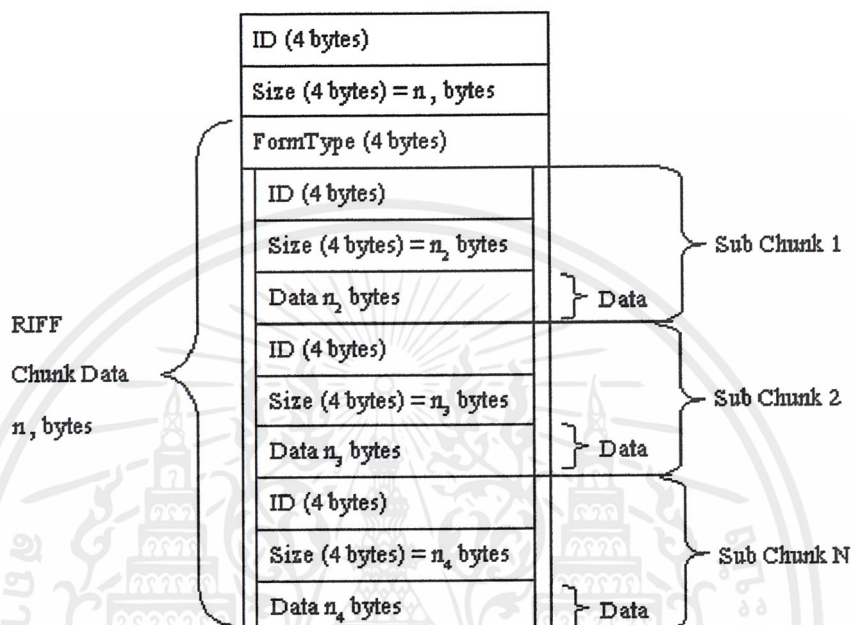 ID (4 bytes)
Size (4 bytes) = n, bytes
FormType (4 bytes)
ID (4 bytes)
Size (4 bytes) = n₂ bytes
Data n₂ bytes
Data
Sub Chunk 1
ID (4 bytes)
Size (4 bytes) = n₃ bytes
Data n₃ bytes
Data
Sub Chunk 2
ID (4 bytes)
Size (4 bytes) = n₄ bytes
Data n₄ bytes
Data
Sub Chunk N
RIFF
Chunk Data
n, bytes